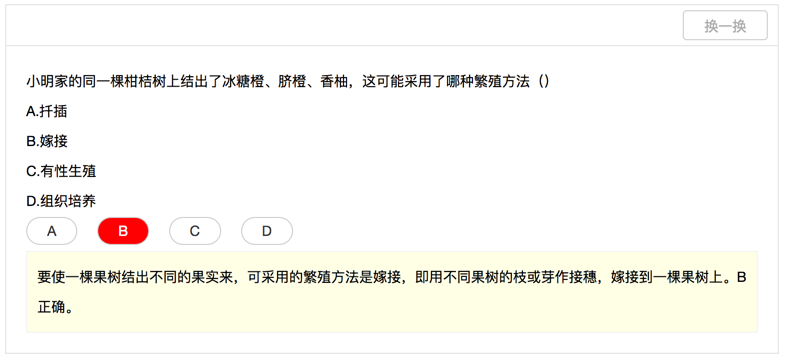 换一换
小明家的同一棵柑桔树上结出了冰糖橙、脐橙、香柚，这可能采用了哪种繁殖方法（）
A.扦插
B.嫁接
C.有性生殖
D.组织培养
A B C D
要使一棵果树结出不同的果实来，可采用的繁殖方法是嫁接，即用不同果树的枝或芽作接穗，嫁接到一棵果树上。B
正确。